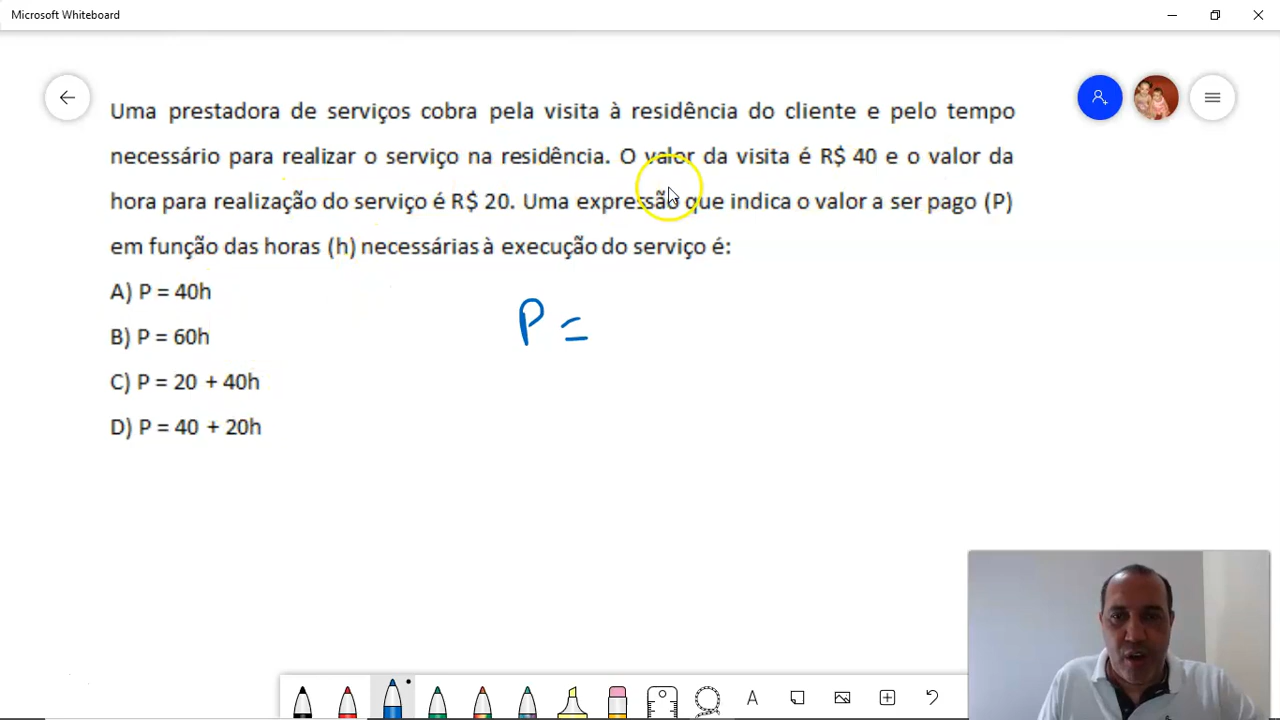 Microsoft Whiteboard
Uma prestadora de serviços cobra pela visita à residência do cliente e pelo tempo
necessário para realizar o serviço na residência. O valor da visita é R$ 40 e o valor da
hora para realização do serviço é R$ 20. Uma expressão que indica o valor a ser pago (P)
em função das horas (h) necessárias à execução do serviço é:
A) P = 40h
B) P = 60h
C) P = 20 + 40h
D) P = 40 + 20h
P =
A